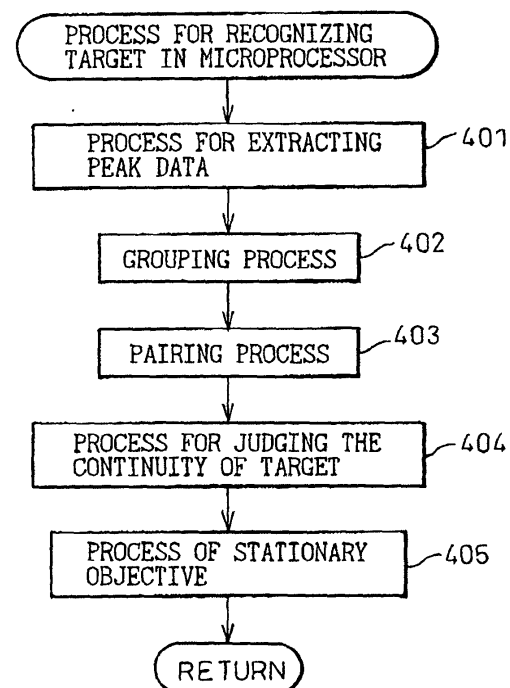 PROCESS FOR RECOGNIZING
TARGET IN MICROPROCESSOR
PROCESS FOR EXTRACTING
PEAK DATA
401
GROUPING PROCESS
402
PAIRING PROCESS
403
PROCESS FOR JUDGING THE
CONTINUITY OF TARGET
404
PROCESS OF STATIONARY
OBJECTIVE
405
RETURN